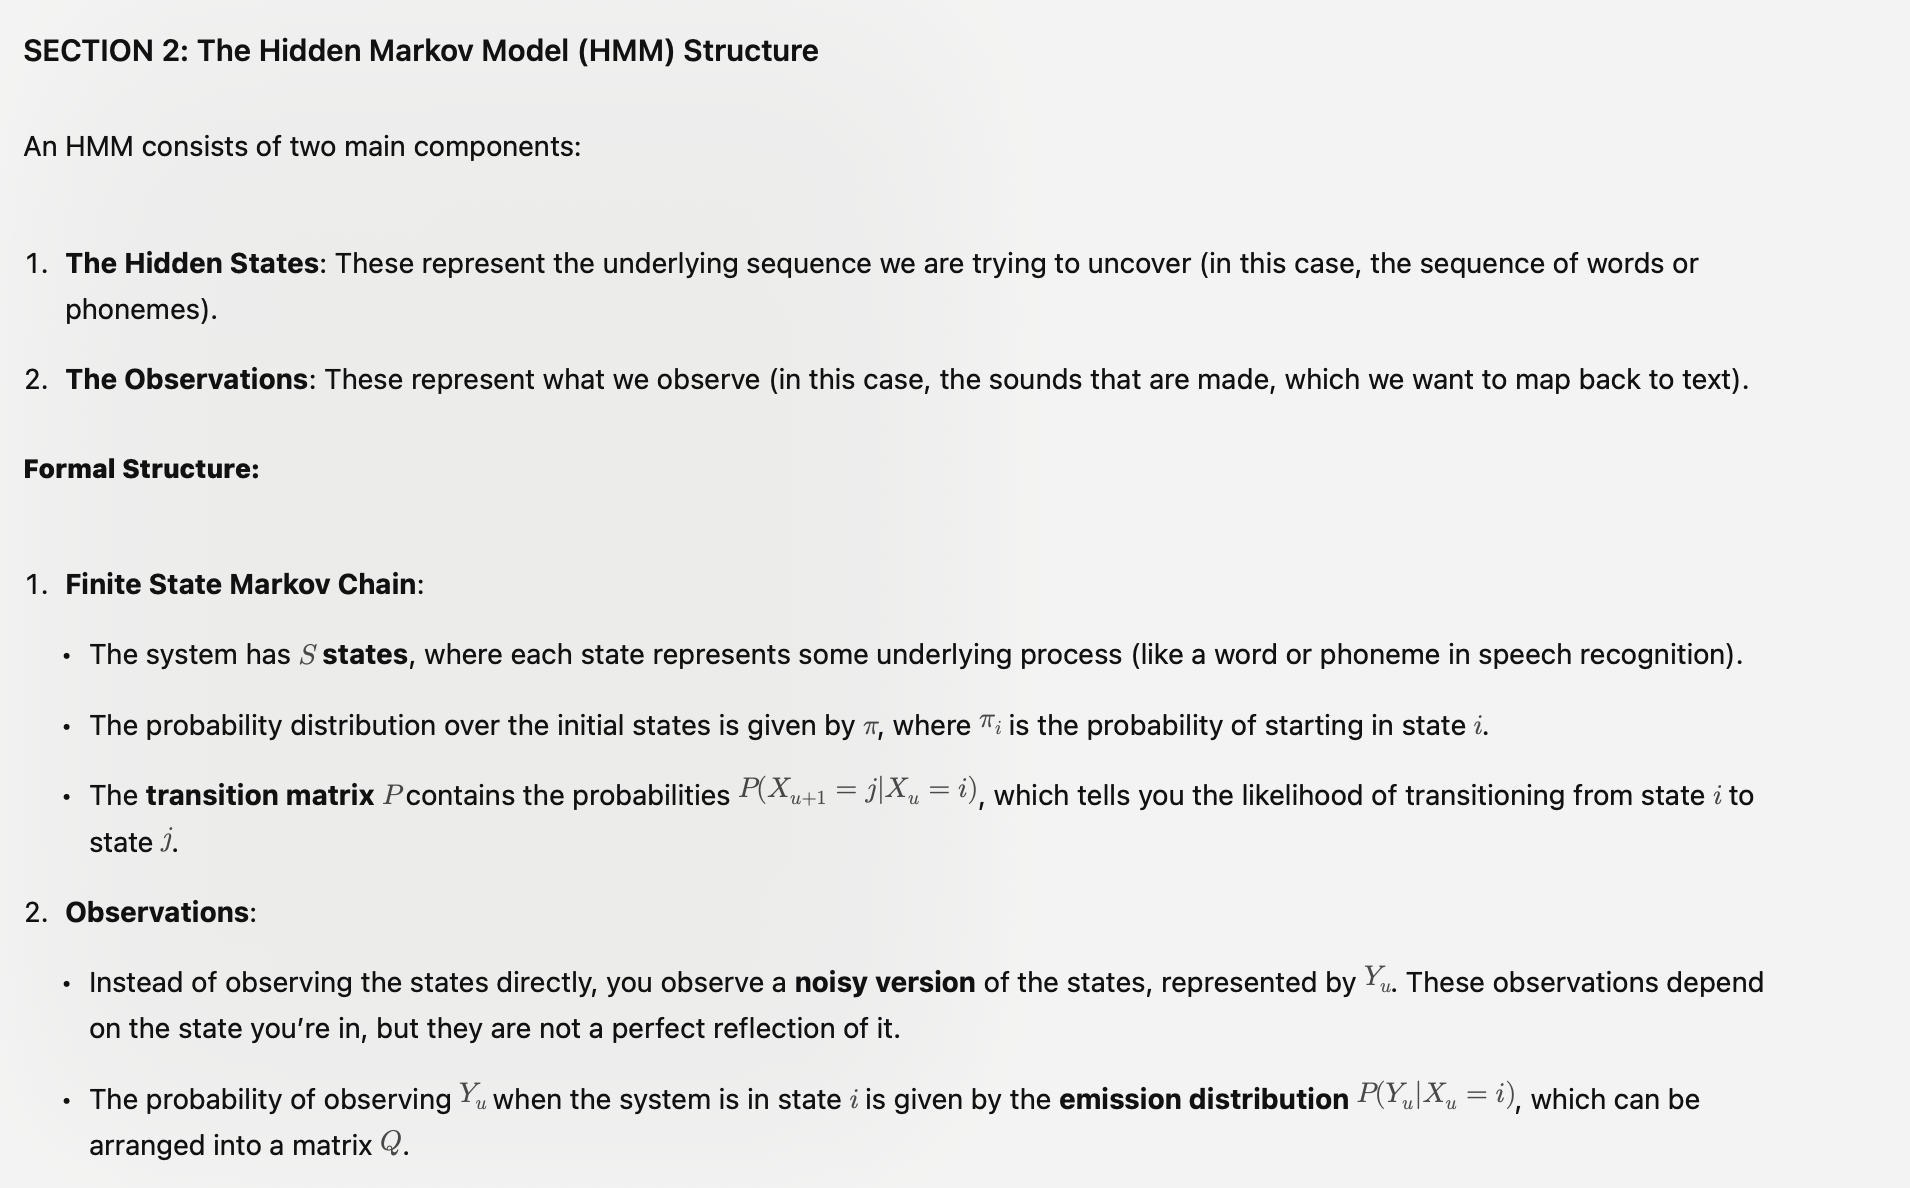 SECTION 2: The Hidden Markov Model (HMM) Structure
An HMM consists of two main components:
1. The Hidden States: These represent the underlying sequence we are trying to uncover (in this case, the sequence of words or
phonemes).
2. The Observations: These represent what we observe (in this case, the sounds that are made, which we want to map back to text).
Formal Structure:
1. Finite State Markov Chain:
• The system has S states, where each state represents some underlying process (like a word or phoneme in speech recognition).
• The probability distribution over the initial states is given by π, where π_i is the probability of starting in state i.
• The transition matrix P contains the probabilities P(X_{u+1} = j|X_u = i), which tells you the likelihood of transitioning from state i to
state j.
2. Observations:
• Instead of observing the states directly, you observe a noisy version of the states, represented by Y_u. These observations depend
on the state you’re in, but they are not a perfect reflection of it.
• The probability of observing Y_u when the system is in state i is given by the emission distribution P(Y_u|X_u = i), which can be
arranged into a matrix Q.